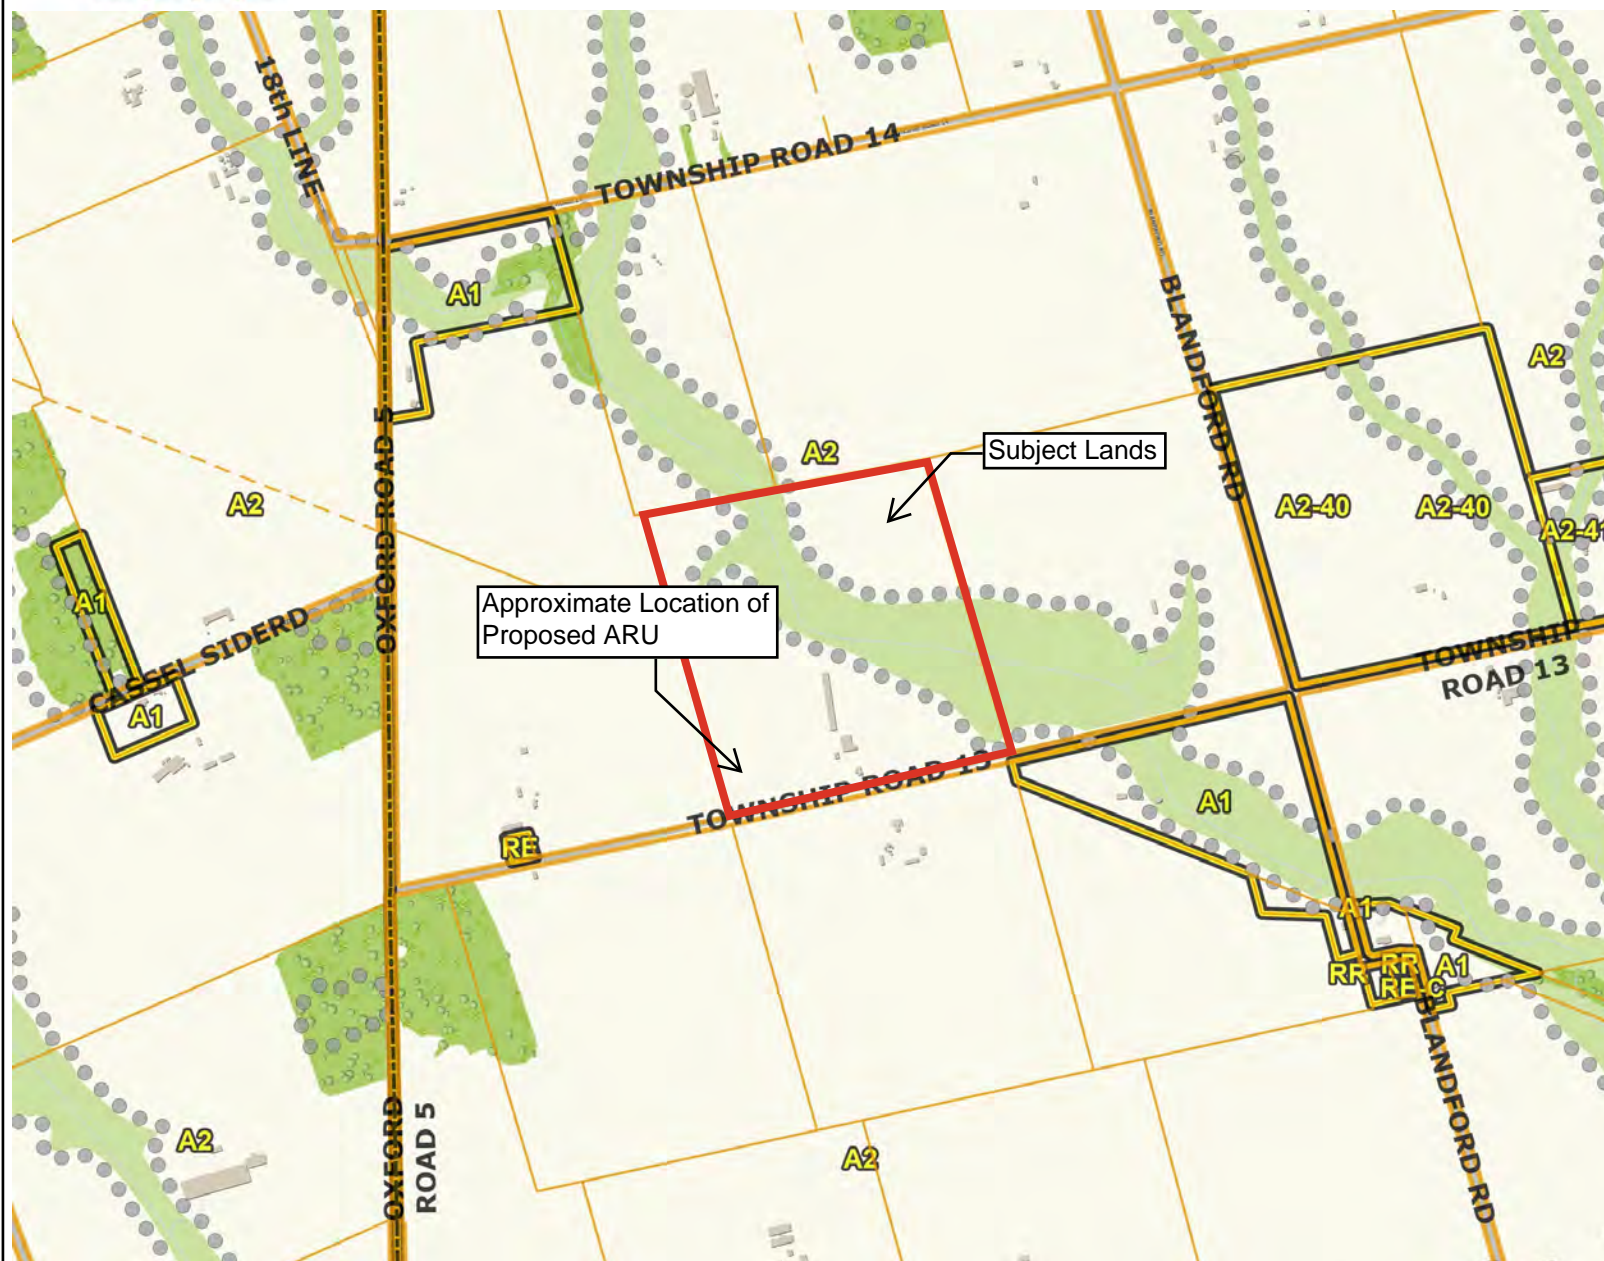 18th LINE
TOWNSHIP ROAD 14
A1
BLANDFORD RD
A2
A2
Subject Lands
A2
A2-40
A2-40
A2-41
OXFORD ROAD 5
Approximate Location of
Proposed ARU
A1
CASSEL SIDERD
A1
TOWNSHIP
ROAD 13
TOWNSHIP ROAD 13
A1
RE
A1
RR
RR
A1
RE
C
BLANDFORD RD
OXFORD
ROAD 5
A2
A2